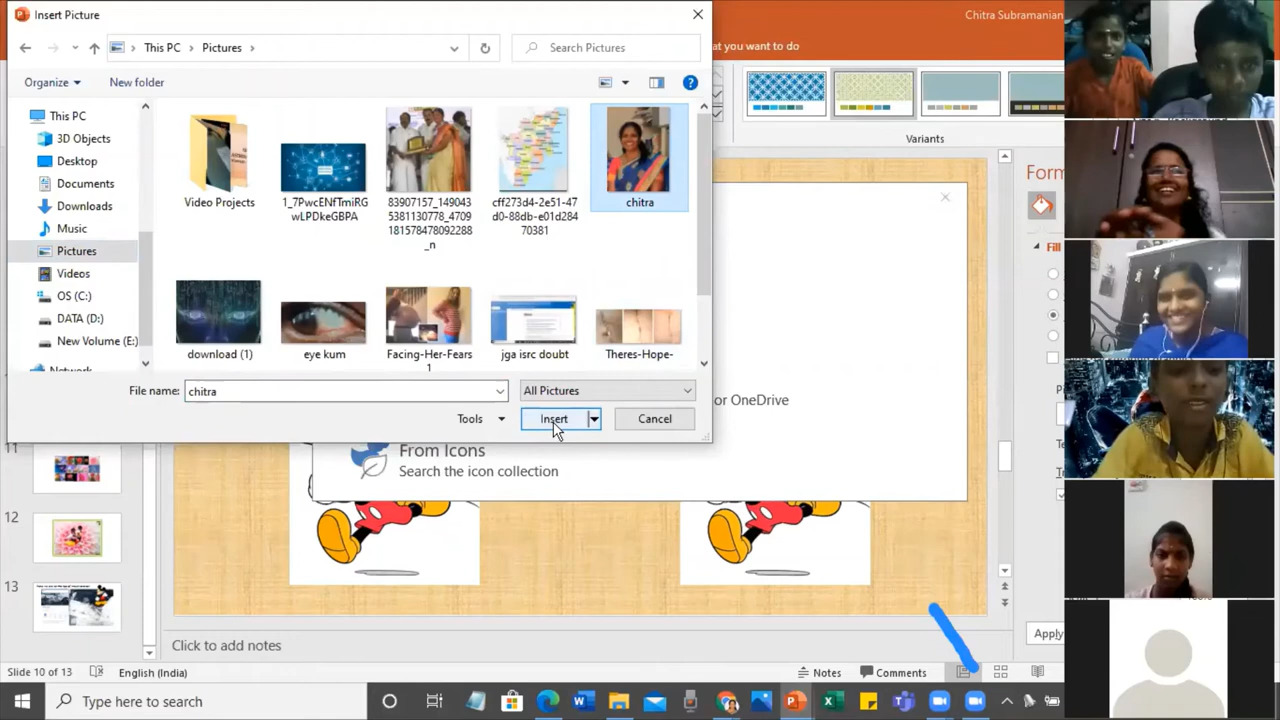 Insert Picture
Chitra Subramanian
This PC
Pictures
Search Pictures
at you want to do
Organize
New folder
This PC
3D Objects
Desktop
Documents
Downloads
Music
Pictures
Videos
OS (C:)
DATA (D:)
New Volume (E:)
Network
Video Projects
1_7PwcENfTmiRG
wLPDkeGBPA
83907157_149043
5381130778_4709
181578478092288
_n
cff273d4-2e51-47
d0-88db-e01d284
70381
chitra
download (1)
eye kum
Facing-Her-Fears
1
jga isrc doubt
Theres-Hope-
File name:
chitra
All Pictures
Tools
Insert
Cancel
Variants
Form
Fill
or OneDrive
From Icons
Search the icon collection
11
12
13
Click to add notes
Apply
Slide 10 of 13
English (India)
Notes
Comments
Type here to search